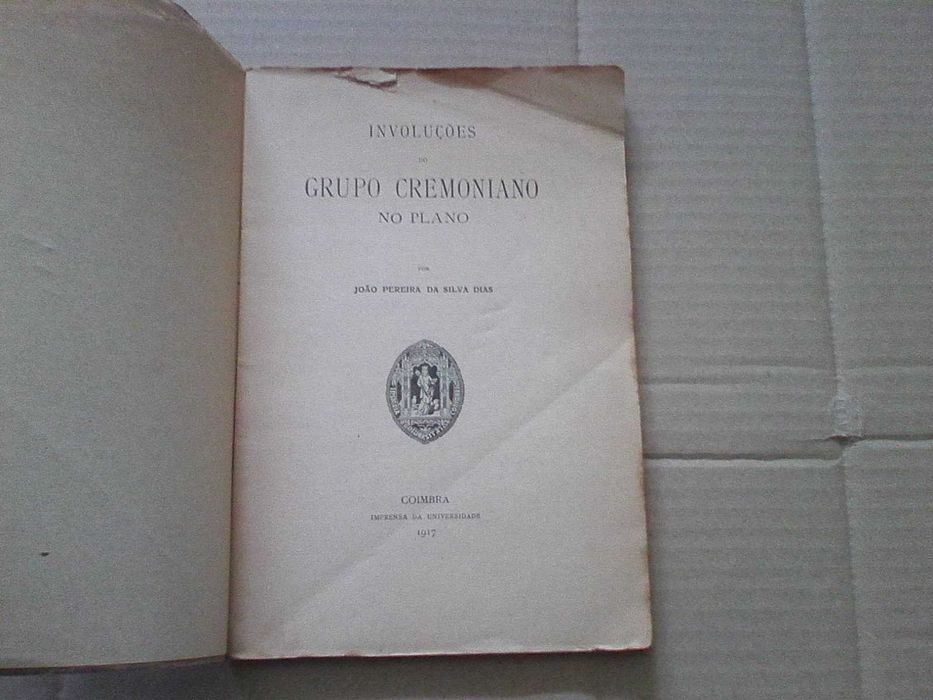 INVOLUÇÕES
DO
GRUPO CREMONIANO
NO PLANO
POR
JOÃO PEREIRA DA SILVA DIAS
COIMBRA
IMPRENSA DA UNIVERSIDADE
1917